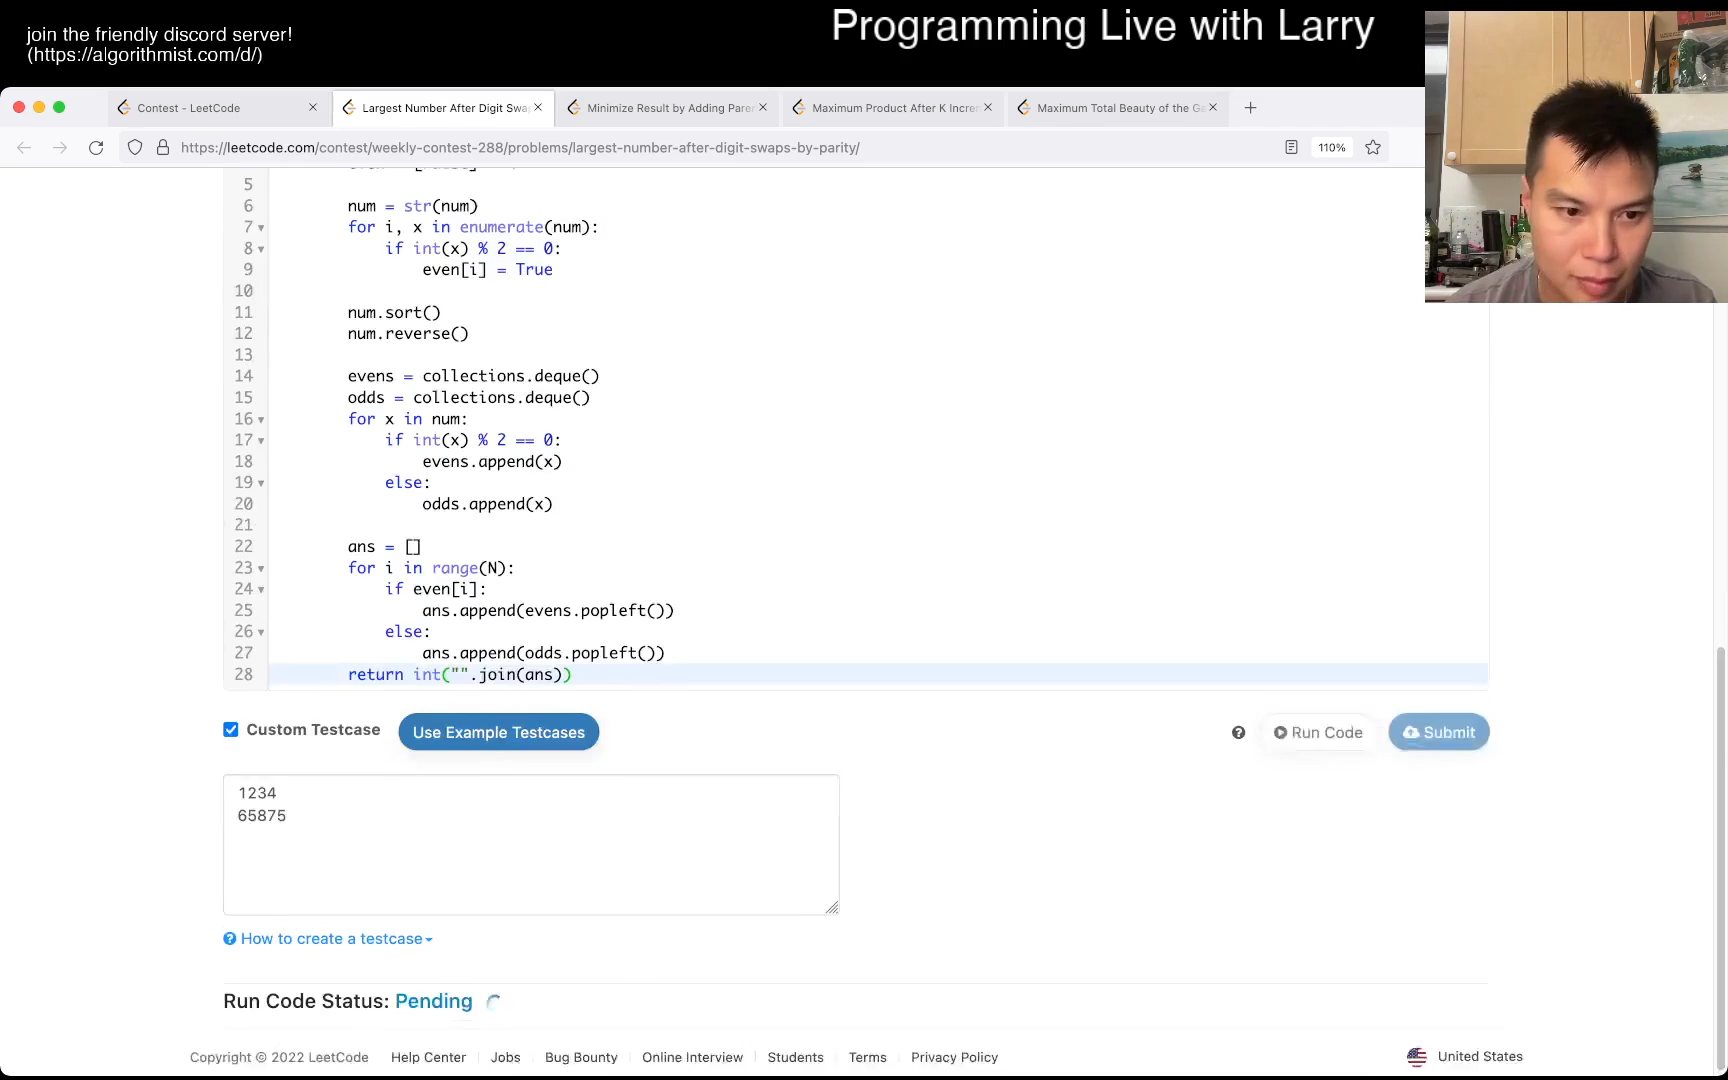 join the friendly discord server!
(https://algorithmist.com/d/)
Programming Live with Larry
Contest - LeetCode
Largest Number After Digit Swa
Minimize Result by Adding Paren
Maximum Product After K Increm
Maximum Total Beauty of the Ga
https://leetcode.com/contest/weekly-contest-288/problems/largest-number-after-digit-swaps-by-parity/
110%
5
6 num = str(num)
7 for i, x in enumerate(num):
8 if int(x) % 2 == 0:
9 even[i] = True
10
11 num.sort()
12 num.reverse()
13
14 evens = collections.deque()
15 odds = collections.deque()
16 for x in num:
17 if int(x) % 2 == 0:
18 evens.append(x)
19 else:
20 odds.append(x)
21
22 ans = []
23 for i in range(N):
24 if even[i]:
25 ans.append(evens.popleft())
26 else:
27 ans.append(odds.popleft())
28 return int("".join(ans))
Custom Testcase
Use Example Testcases
Run Code
Submit
1234
65875
How to create a testcase
Run Code Status: Pending
Copyright © 2022 LeetCode
Help Center
Jobs
Bug Bounty
Online Interview
Students
Terms
Privacy Policy
United States